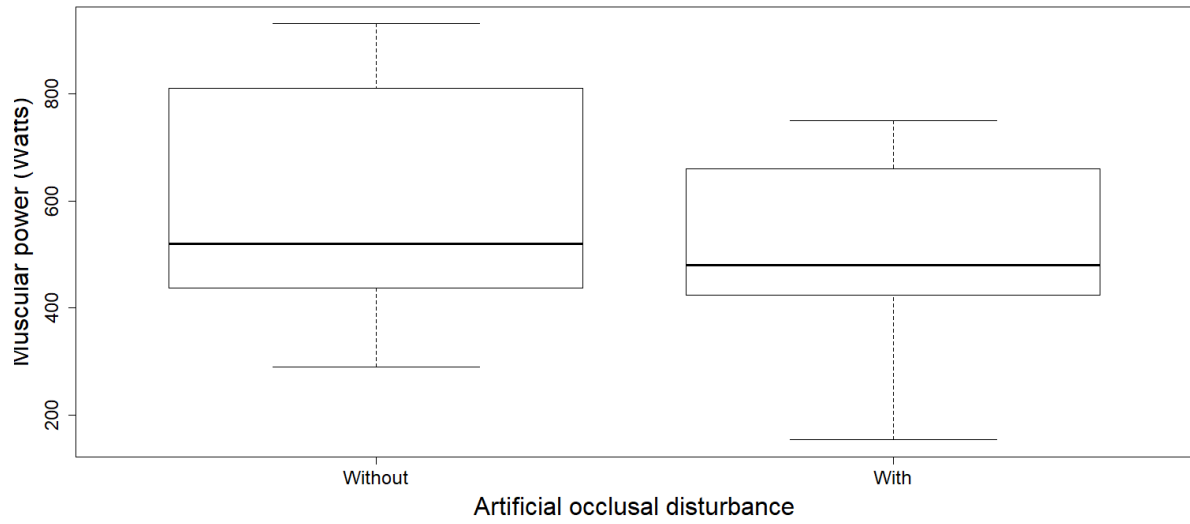 Muscular power (Watts)
800
600
400
200
Without
With
Artificial occlusal disturbance